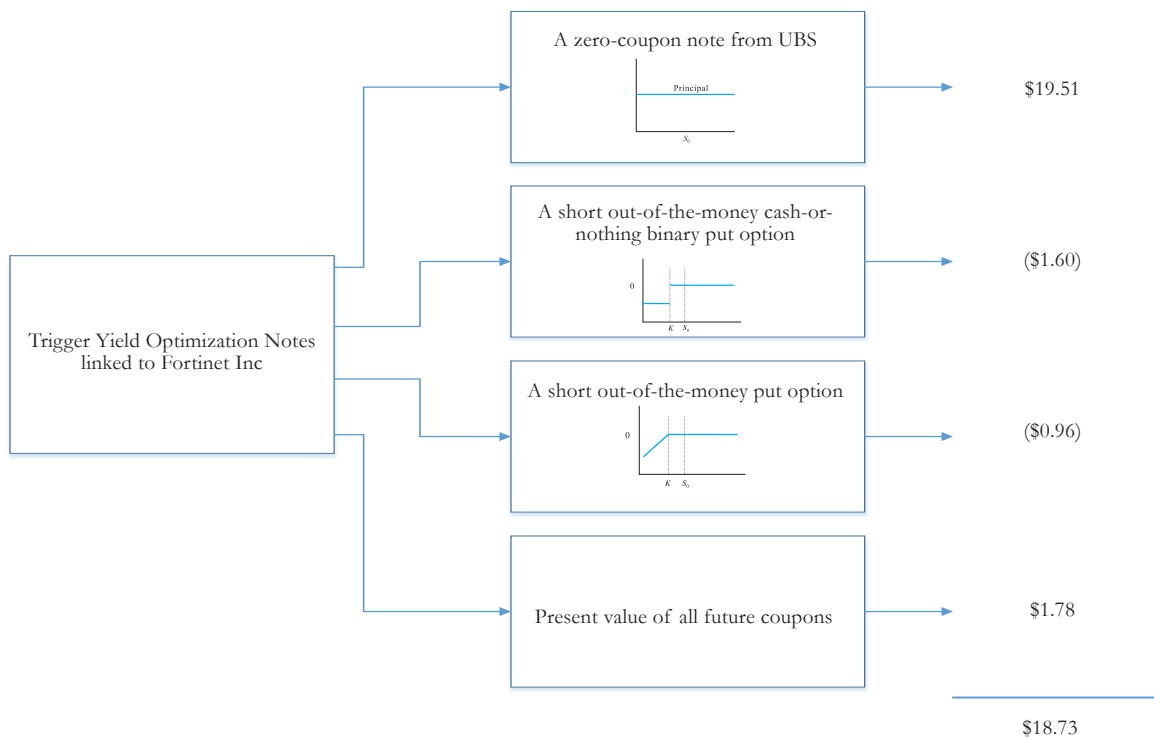 Trigger Yield Optimization Notes
linked to Fortinet Inc
A zero-coupon note from UBS
Principal
S₀
$19.51
A short out-of-the-money cash-or-
nothing binary put option
0
K S₀
($1.60)
A short out-of-the-money put option
0
K S₀
($0.96)
Present value of all future coupons
$1.78
$18.73